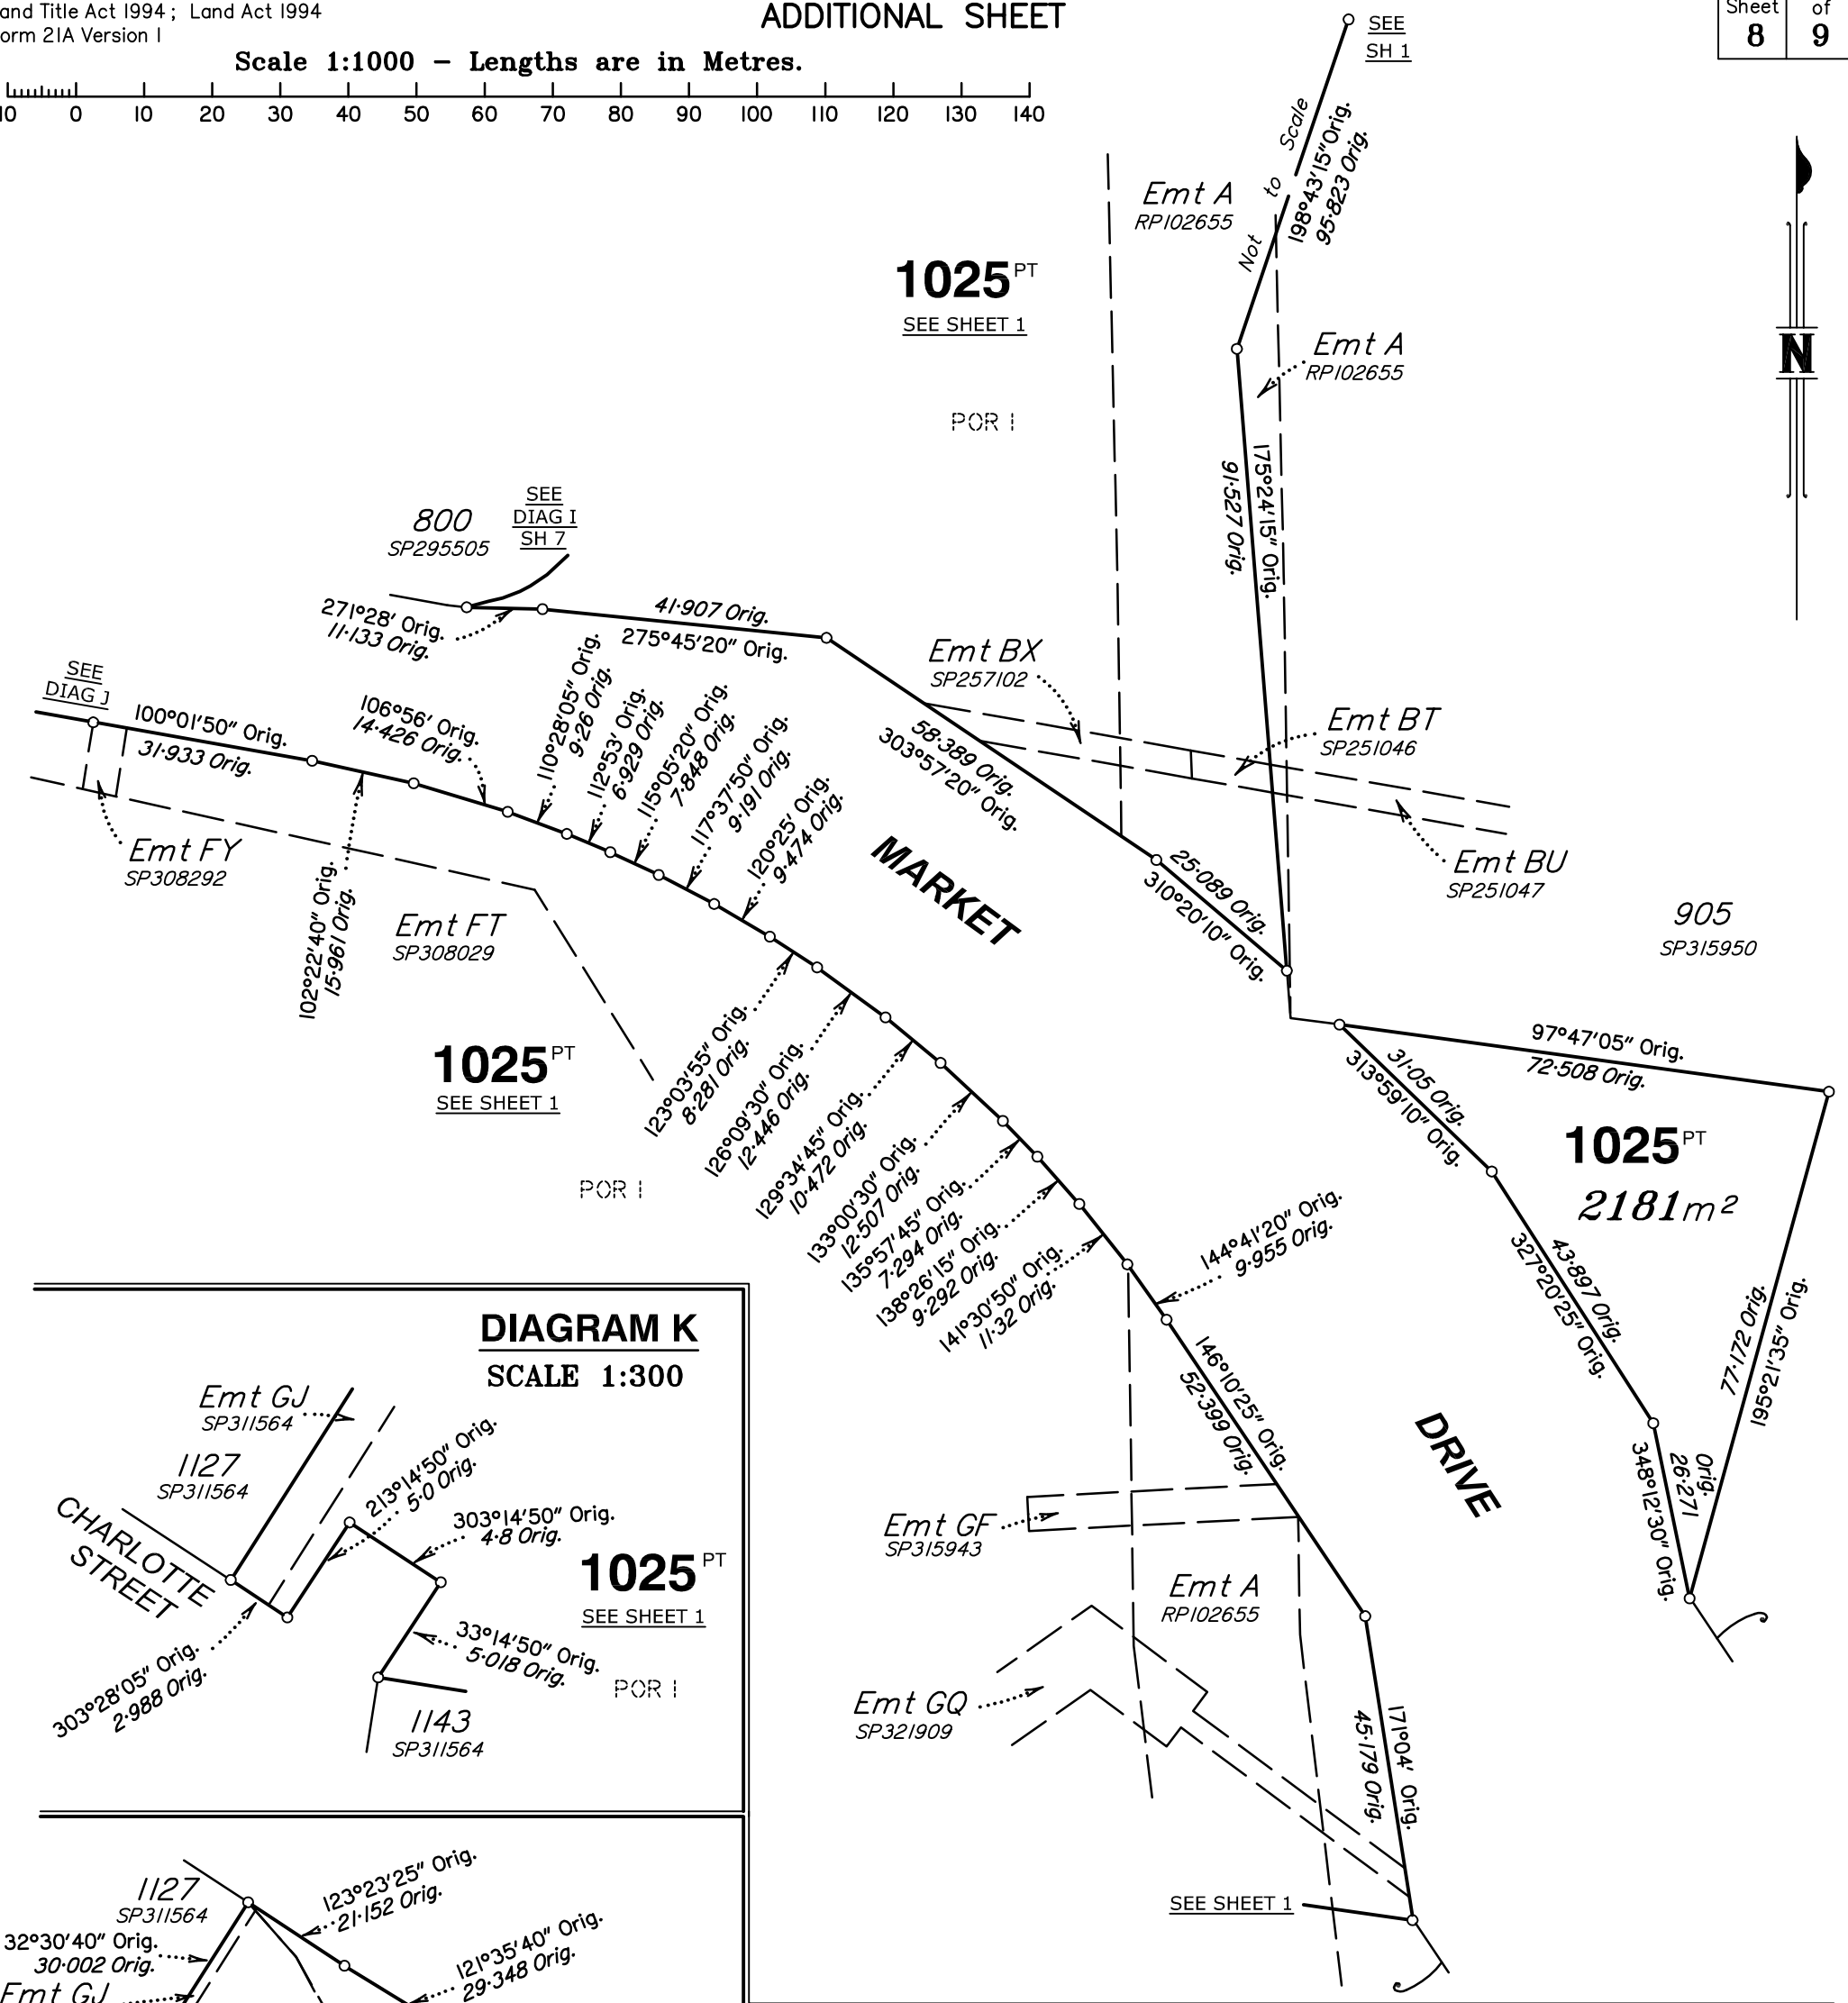 and Title Act 1994 ; Land Act 1994
orm 21A Version 1
ADDITIONAL SHEET
Sheet of
8 9
Scale 1:1000 – Lengths are in Metres.
10 0 10 20 30 40 50 60 70 80 90 100 110 120 130 140
SEE
SH 1
Not to Scale
198°43'15" Orig.
95·823 Orig.
Emt A
RP102655
1025 PT
SEE SHEET 1
N
Emt A
RP102655
POR 1
175°24'15" Orig.
91·527 Orig.
800
SP295505
SEE
DIAG I
SH 7
271°28' Orig.
11·133 Orig.
41·907 Orig.
275°45'20" Orig.
Emt BX
SP257102
SEE
DIAG J
100°01'50" Orig.
31·933 Orig.
106°56' Orig.
14·426 Orig.
110°28'05" Orig.
9·26 Orig.
112°53' Orig.
6·929 Orig.
115°05'20" Orig.
7·848 Orig.
117°37'50" Orig.
9·191 Orig.
120°25' Orig.
9·474 Orig.
58·389 Orig.
303°57'20" Orig.
Emt BT
SP251046
Emt FY
SP308292
102°22'40" Orig.
15·961 Orig.
MARKET
25·089 Orig.
310°20'10" Orig.
Emt BU
SP251047
Emt FT
SP308029
905
SP315950
1025 PT
SEE SHEET 1
123°03'55" Orig.
8·281 Orig.
126°09'30" Orig.
12·446 Orig.
129°34'45" Orig.
10·472 Orig.
133°00'30" Orig.
12·507 Orig.
135°57'45" Orig.
7·294 Orig.
138°26'15" Orig.
9·292 Orig.
141°30'50" Orig.
11·32 Orig.
97°47'05" Orig.
72·508 Orig.
31·05 Orig.
313°59'10" Orig.
1025 PT
2181m²
POR 1
144°41'20" Orig.
9·955 Orig.
43·897 Orig.
327°20'25" Orig.
77·172 Orig.
195°21'35" Orig.
146°10'25" Orig.
52·399 Orig.
DRIVE
Orig.
26·271
348°12'30" Orig.
DIAGRAM K
SCALE 1:300
Emt GJ
SP311564
1127
SP311564
213°14'50" Orig.
5·0 Orig.
303°14'50" Orig.
4·8 Orig.
CHARLOTTE
STREET
1025 PT
SEE SHEET 1
33°14'50" Orig.
5·018 Orig.
POR 1
303°28'05" Orig.
2·988 Orig.
1143
SP311564
Emt GF
SP315943
Emt A
RP102655
Emt GQ
SP321909
171°04' Orig.
45·179 Orig.
SEE SHEET 1
1127
SP311564
123°23'25" Orig.
21·152 Orig.
32°30'40" Orig.
30·002 Orig.
121°35'40" Orig.
29·348 Orig.
Emt GJ